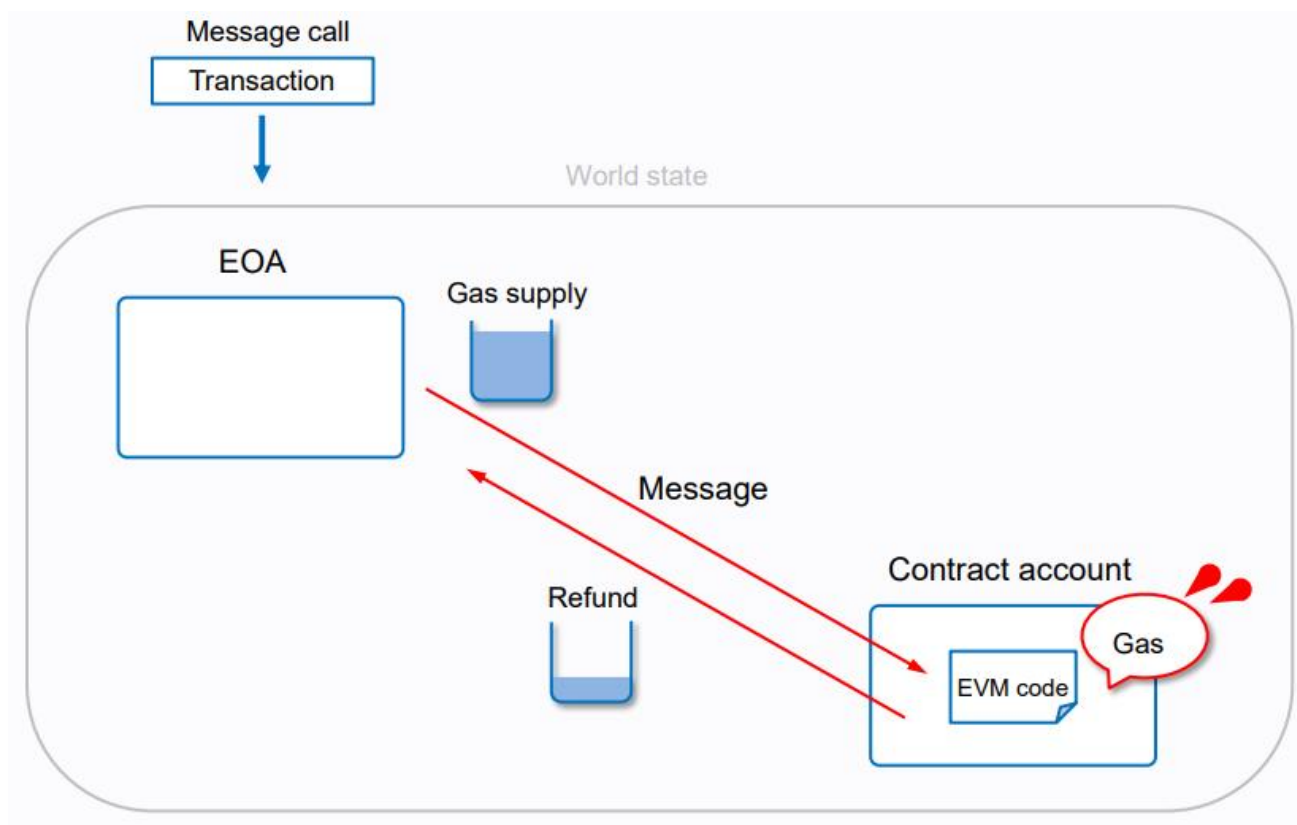 Message call
Transaction
World state
EOA
Gas supply
Message
Contract account
Refund
Gas
EVM code